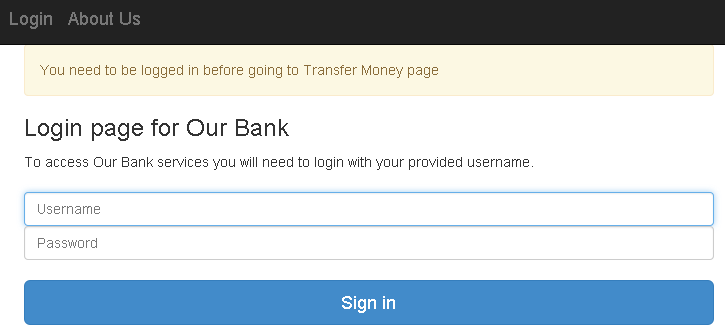 Login About Us
You need to be logged in before going to Transfer Money page
Login page for Our Bank
To access Our Bank services you will need to login with your provided username.
Username
Password
Sign in